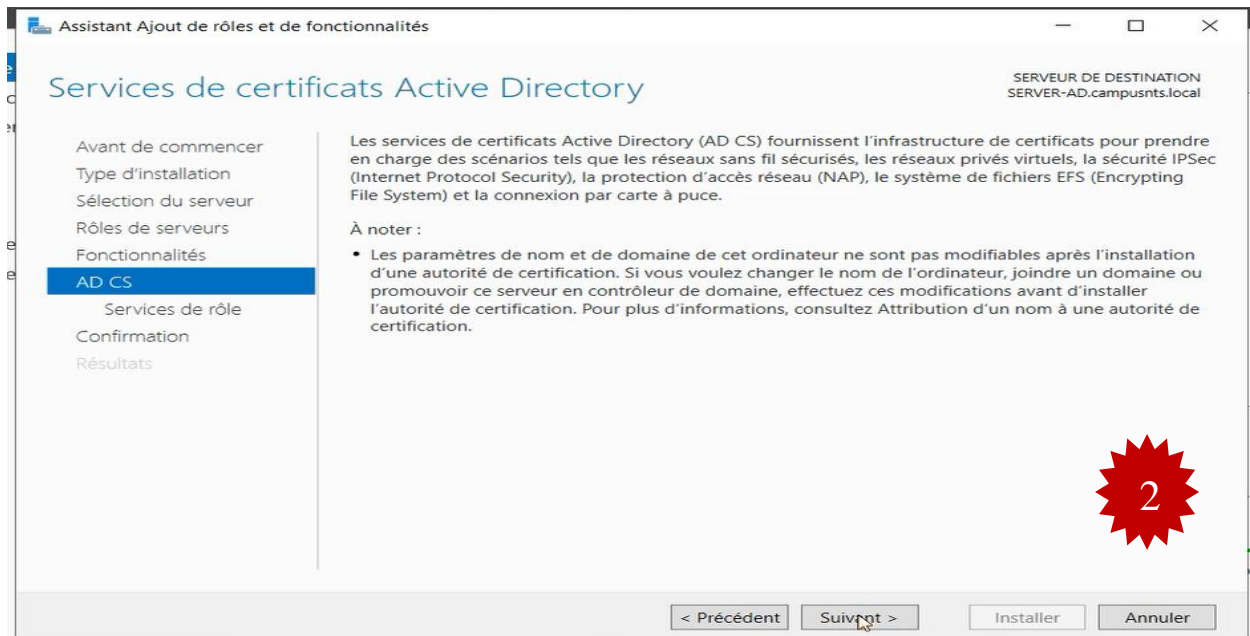 Assistant Ajout de rôles et de fonctionnalités
Services de certificats Active Directory
SERVEUR DE DESTINATION
SERVER-AD.campusnts.local
Avant de commencer
Type d'installation
Sélection du serveur
Rôles de serveurs
Fonctionnalités
AD CS
Services de rôle
Confirmation
Résultats
Les services de certificats Active Directory (AD CS) fournissent l'infrastructure de certificats pour prendre
en charge des scénarios tels que les réseaux sans fil sécurisés, les réseaux privés virtuels, la sécurité IPSec
(Internet Protocol Security), la protection d'accès réseau (NAP), le système de fichiers EFS (Encrypting
File System) et la connexion par carte à puce.
À noter :
• Les paramètres de nom et de domaine de cet ordinateur ne sont pas modifiables après l'installation
d'une autorité de certification. Si vous voulez changer le nom de l'ordinateur, joindre un domaine ou
promouvoir ce serveur en contrôleur de domaine, effectuez ces modifications avant d'installer
l'autorité de certification. Pour plus d'informations, consultez Attribution d'un nom à une autorité de
certification.
2
< Précédent
Suivant >
Installer
Annuler